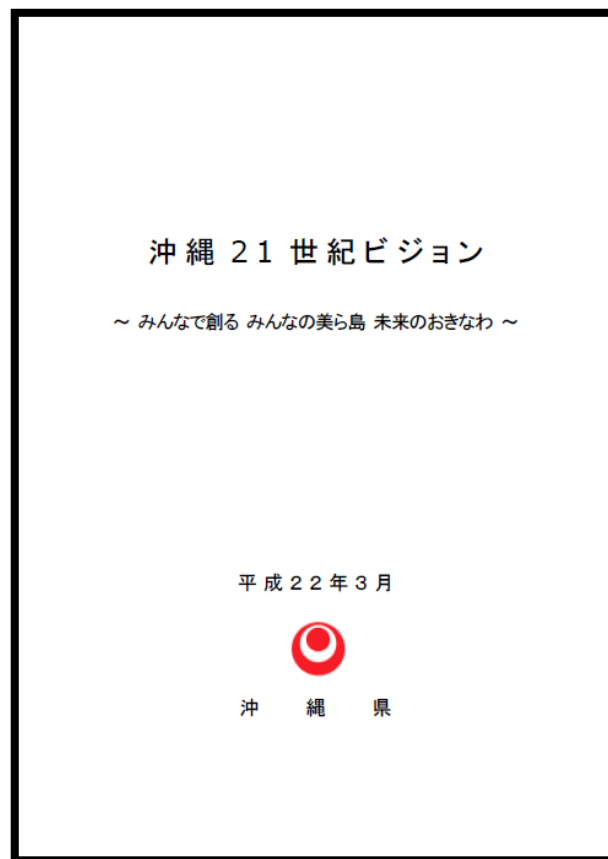 沖縄21世紀ビジョン
～ みんなで創る みんなの美ら島 未来のおきなわ ～
平成２２年３月
沖　縄　県